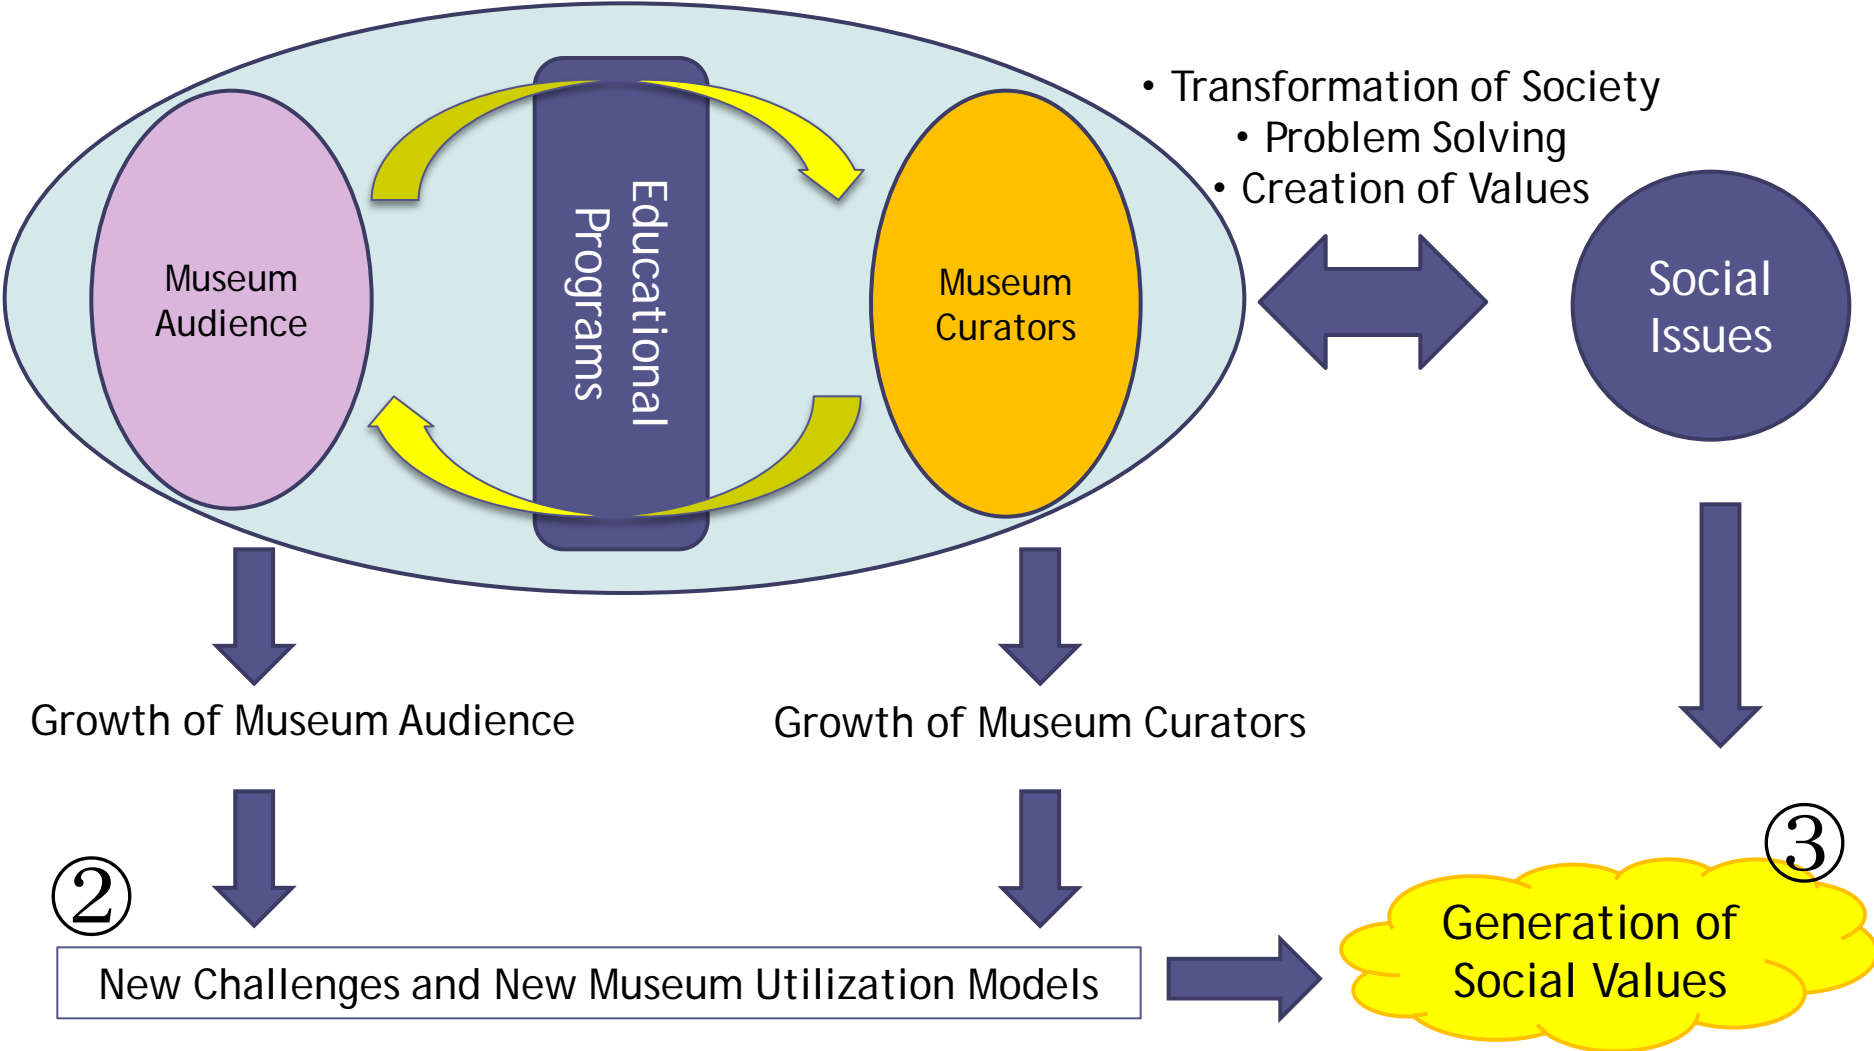 • Transformation of Society
• Problem Solving
• Creation of Values
Museum
Audience
Educational
Programs
Museum
Curators
Social
Issues
Growth of Museum Audience
Growth of Museum Curators
②
New Challenges and New Museum Utilization Models
③
Generation of
Social Values